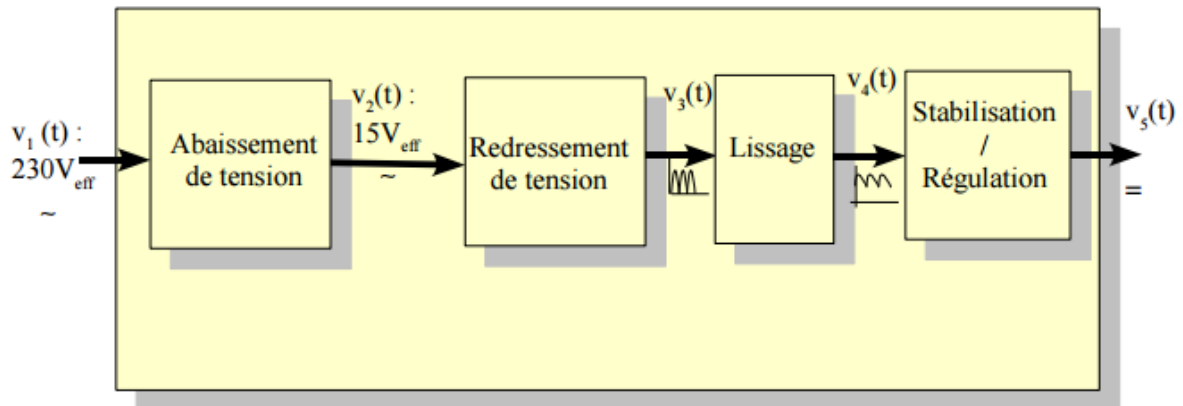 v₁ (t) :
230Vₑff
~
Abaissement
de tension
v₂(t) :
15Vₑff
~
Redressement
de tension
v₃(t)
Lissage
v₄(t)
Stabilisation
/
Régulation
v₅(t)
=